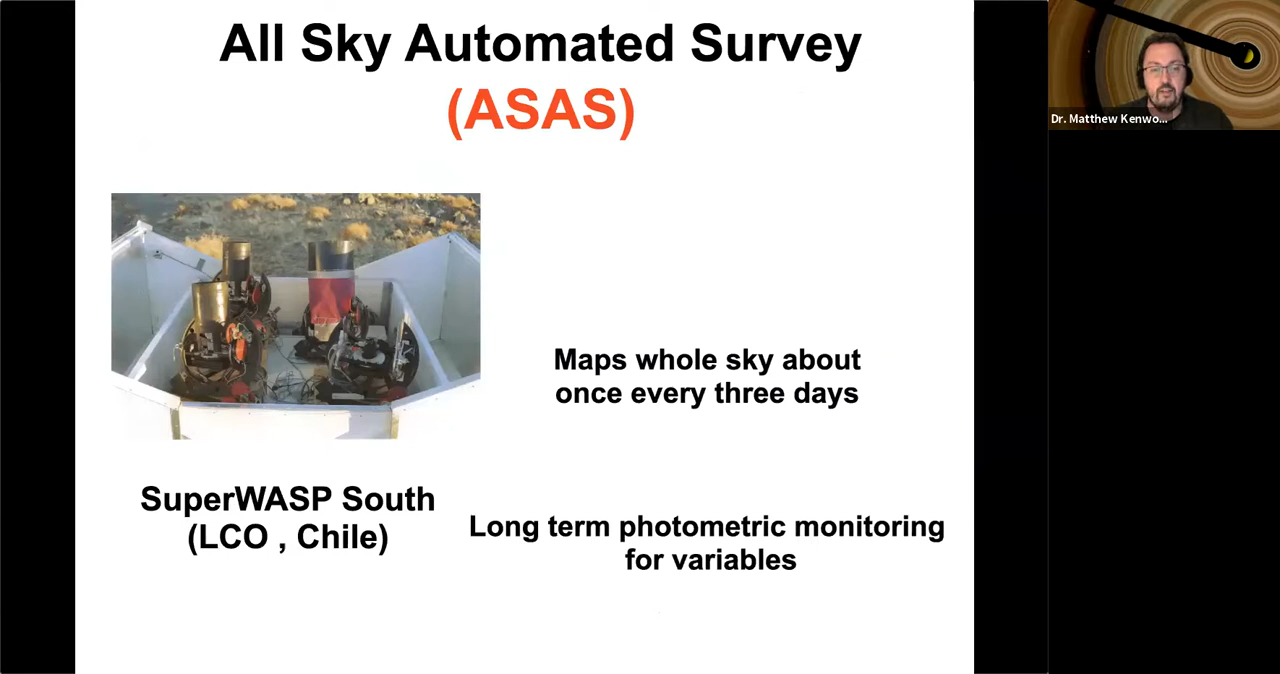 All Sky Automated Survey
(ASAS)
Dr. Matthew Kenwo...
Maps whole sky about
once every three days
SuperWASP South
(LCO , Chile)
Long term photometric monitoring
for variables